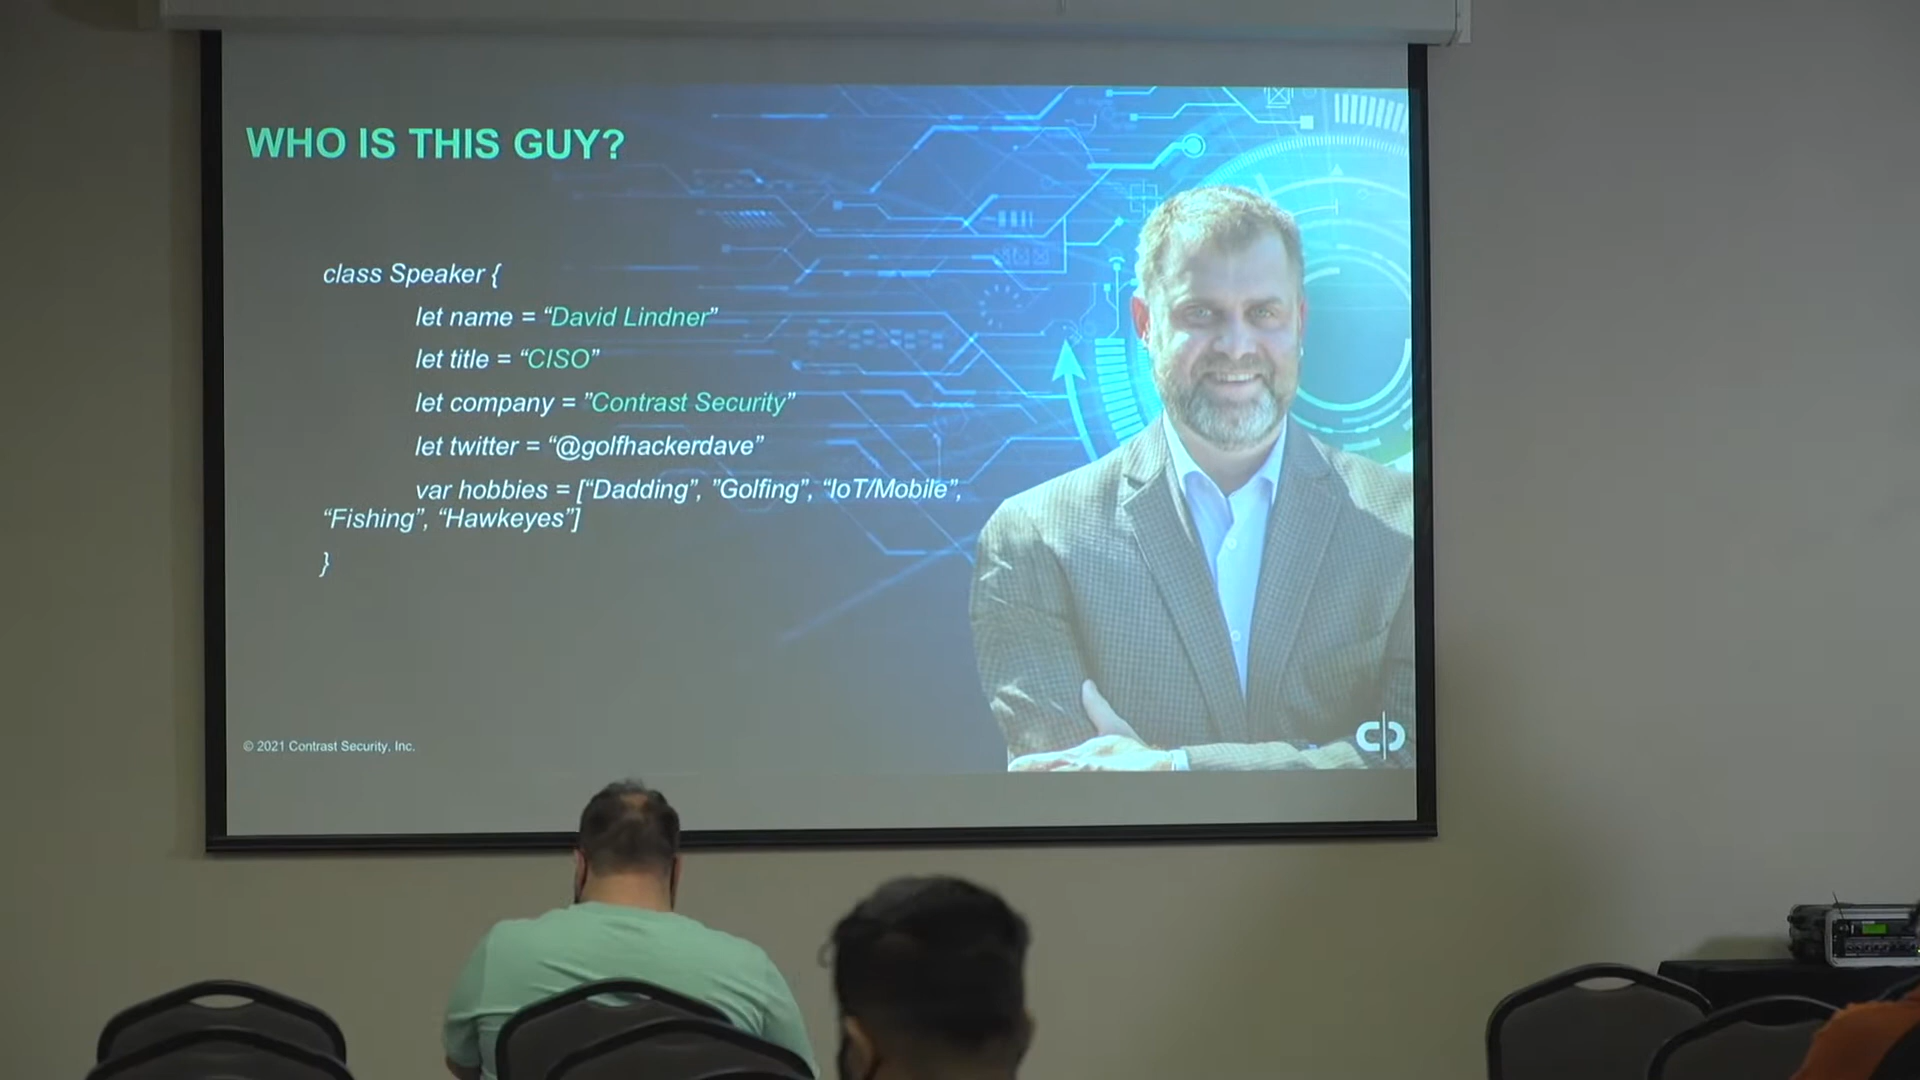 WHO IS THIS GUY?
class Speaker {
let name = “David Lindner”
let title = “CISO”
let company = ”Contrast Security”
let twitter = “@golfhackerdave”
var hobbies = [“Dadding”, ”Golfing”, “IoT/Mobile”,
“Fishing”, “Hawkeyes”]
}
© 2021 Contrast Security, Inc.